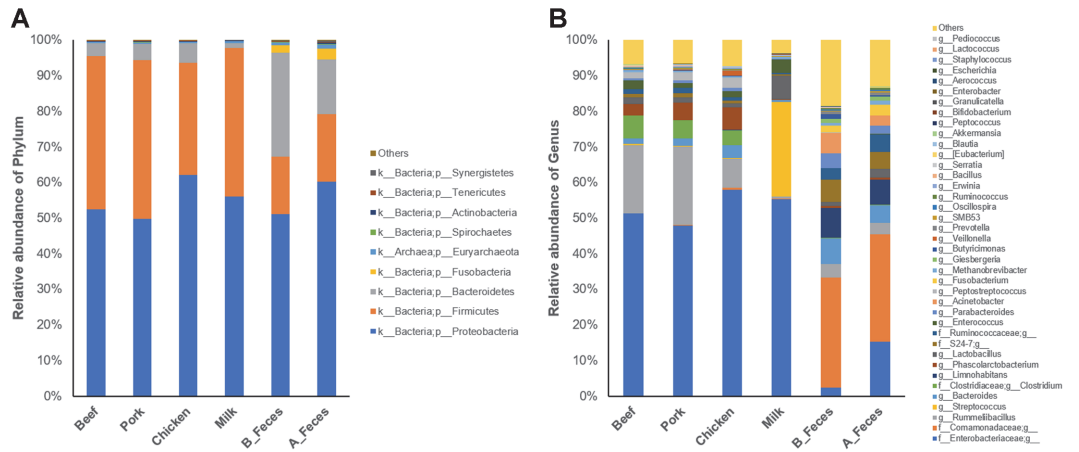 A
Relative abundance of Phylum
100%
90%
80%
70%
60%
50%
40%
30%
20%
10%
0%
Beef
Pork
Chicken
Milk
B_Feces
A_Feces
Others
k__Bacteria;p__Synergistetes
k__Bacteria;p__Tenericutes
k__Bacteria;p__Actinobacteria
k__Bacteria;p__Spirochaetes
k__Archaea;p__Euryarchaeota
k__Bacteria;p__Fusobacteria
k__Bacteria;p__Bacteroidetes
k__Bacteria;p__Firmicutes
k__Bacteria;p__Proteobacteria
B
Relative abundance of Genus
100%
90%
80%
70%
60%
50%
40%
30%
20%
10%
0%
Beef
Pork
Chicken
Milk
B_Feces
A_Feces
Others
g__Pediococcus
g__Lactococcus
g__Staphylococcus
g__Escherichia
g__Aerococcus
g__Enterobacter
g__Granulicatella
g__Bifidobacterium
g__Peptococcus
g__Akkermansia
g__Blautia
g__[Eubacterium]
g__Serratia
g__Bacillus
g__Erwinia
g__Ruminococcus
g__Oscillospira
g__SMB53
g__Prevotella
g__Veillonella
g__Butyricimonas
g__Giesbergeria
g__Methanobrevibacter
g__Fusobacterium
g__Peptostreptococcus
g__Acinetobacter
g__Parabacteroides
g__Enterococcus
f__Ruminococcaceae;g__
f__S24-7;g__
g__Lactobacillus
g__Phascolarctobacterium
g__Limnohabitans
f__Clostridiaceae;g__Clostridium
g__Bacteroides
g__Streptococcus
g__Rummeliibacillus
f__Comamonadaceae;g__
f__Enterobacteriaceae;g__